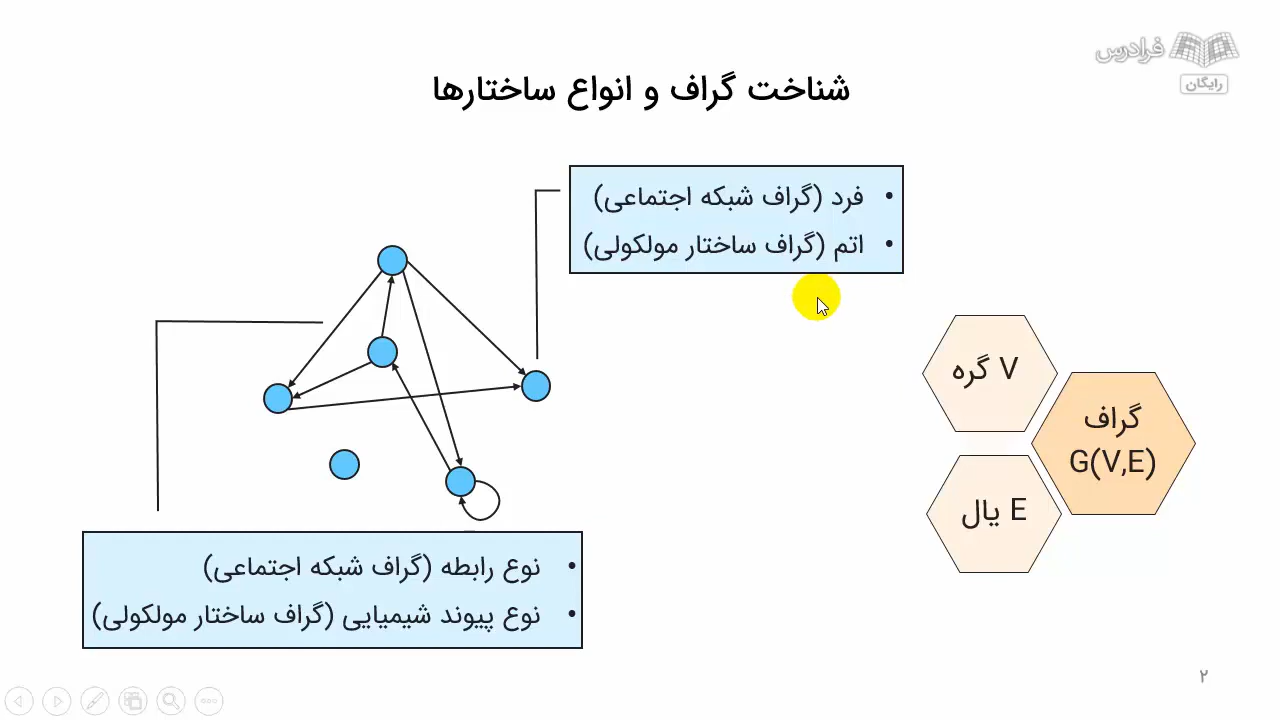 فرادرس
رایگان
شناخت گراف و انواع ساختارها
• فرد (گراف شبکه اجتماعی)
• اتم (گراف ساختار مولکولی)
V گره
گراف
G(V,E)
E یال
• نوع رابطه (گراف شبکه اجتماعی)
• نوع پیوند شیمیایی (گراف ساختار مولکولی)
۲